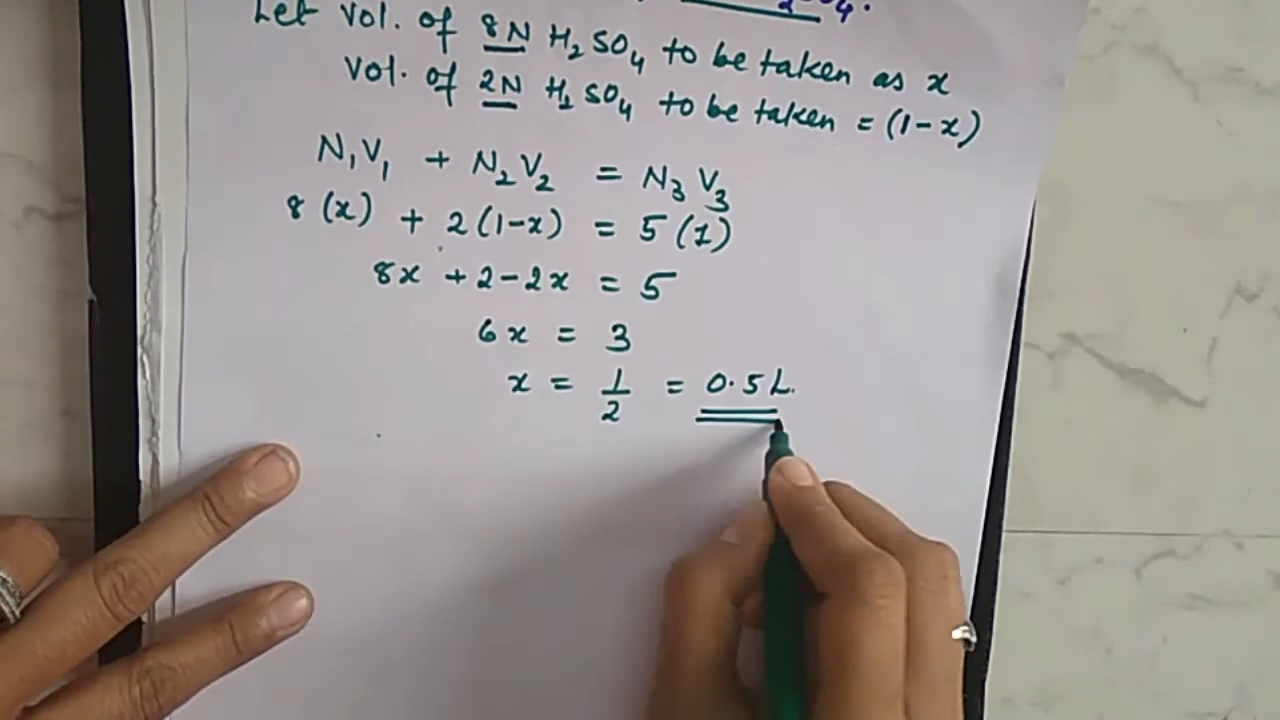 Let Vol. of 8N H₂SO₄ to be taken as x
Vol. of 2N H₂SO₄ to be taken = (1-x)
N₁V₁ + N₂V₂ = N₃V₃
8(x) + 2(1-x) = 5(1)
8x + 2-2x = 5
6x = 3
x = 1/2 = 0.5L.